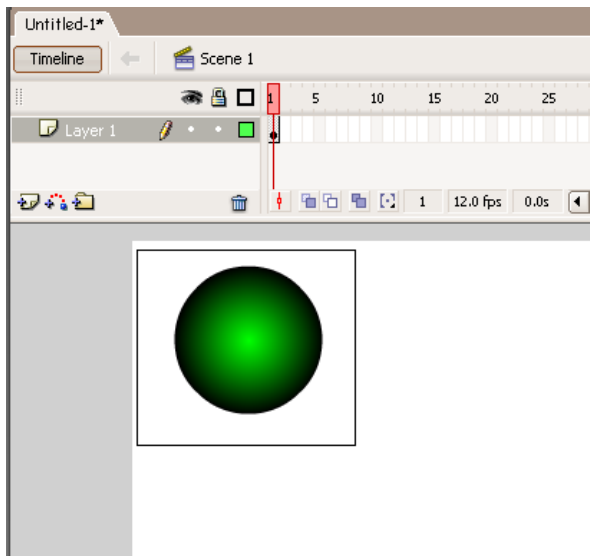 Untitled-1*
Timeline Scene 1
1 5 10 15 20 25
Layer 1
1 12.0 fps 0.0s